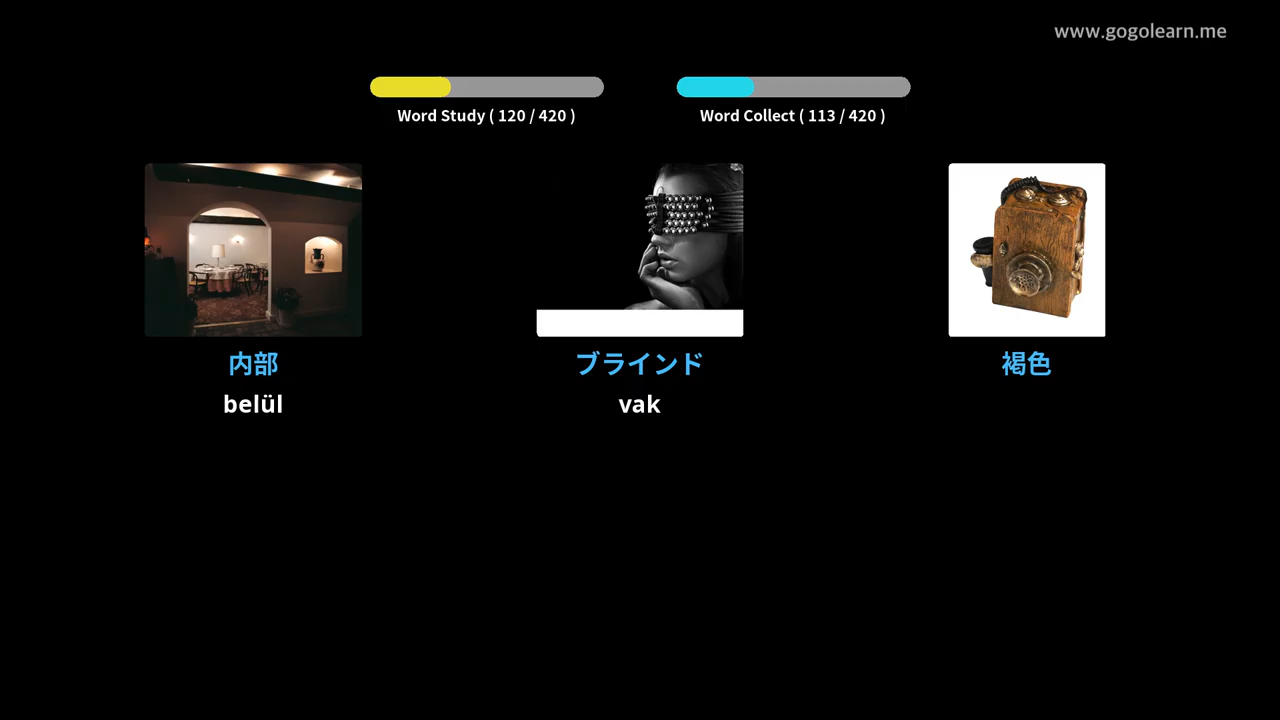 www.gogolearn.me
Word Study ( 120 / 420 )
Word Collect ( 113 / 420 )
内部
ブラインド
褐色
belül
vak